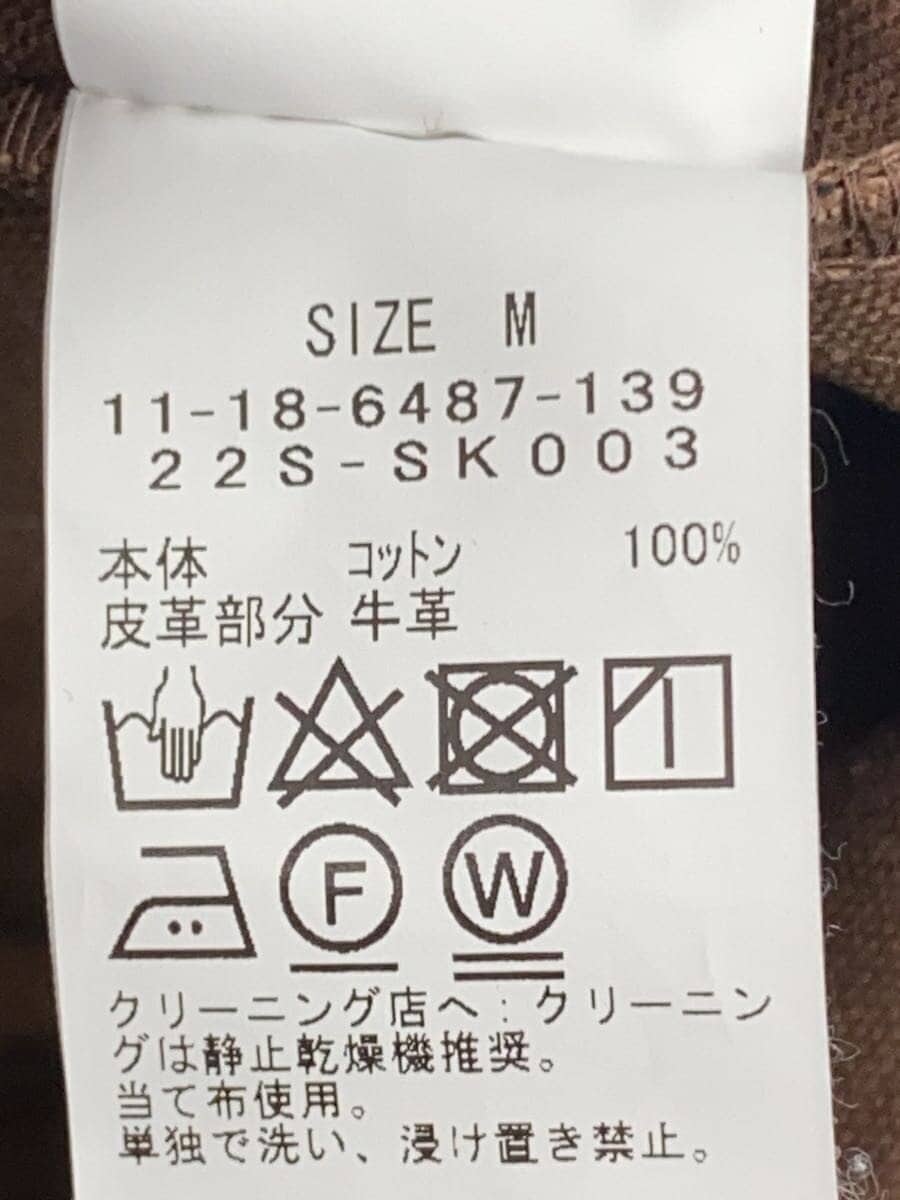 SIZE M
11-18-6487-139
22S-SK003
本体 コットン 100%
皮革部分 牛革
F W
クリーニング店へ:クリーニン
グは静止乾燥機推奨。
当て布使用。
単独で洗い、浸け置き禁止。